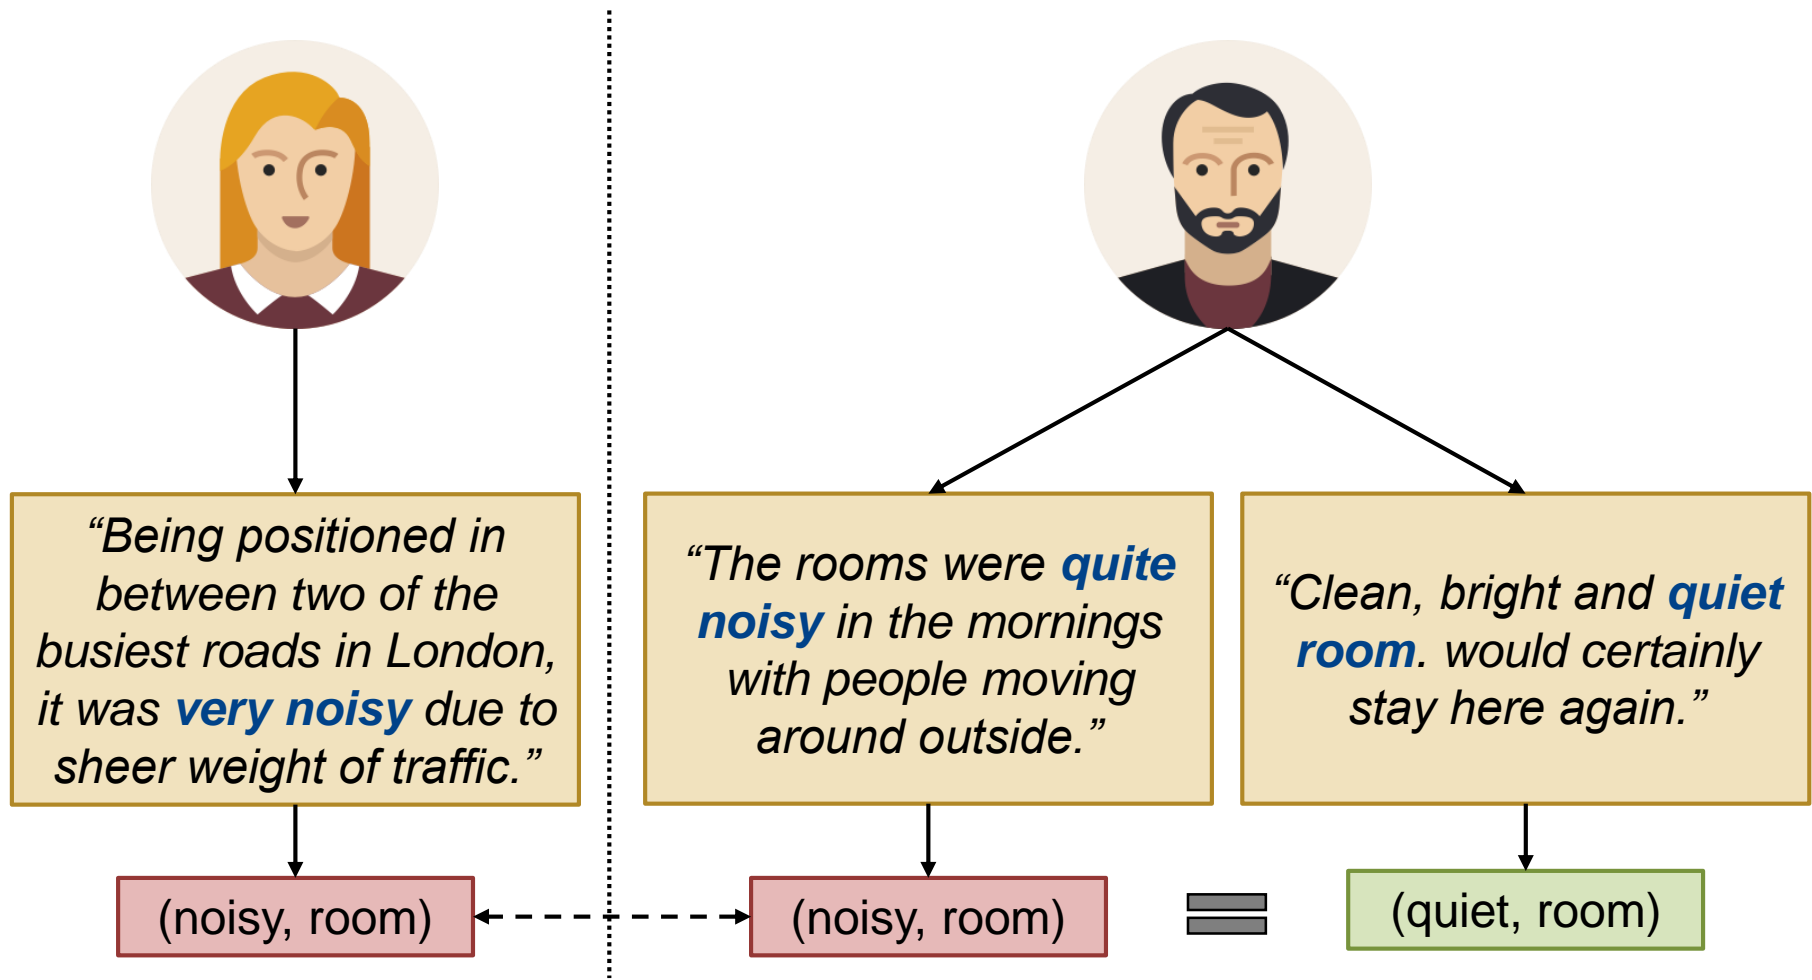 “Being positioned in
between two of the
busiest roads in London,
it was very noisy due to
sheer weight of traffic.”
“The rooms were quite
noisy in the mornings
with people moving
around outside.”
“Clean, bright and quiet
room. would certainly
stay here again.”
(noisy, room)
(noisy, room)
(quiet, room)